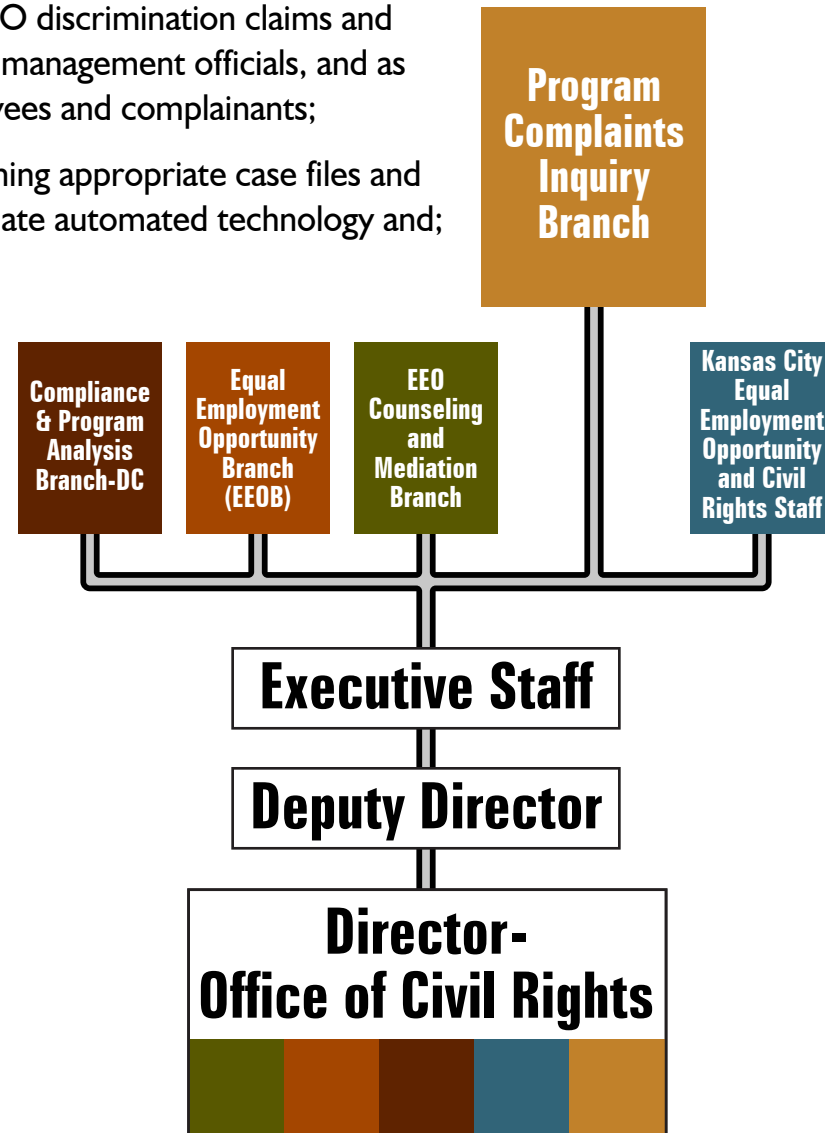 O discrimination claims and
management officials, and as
ees and complainants;
ning appropriate case files and
ate automated technology and;
Program
Complaints
Inquiry
Branch
Compliance
& Program
Analysis
Branch-DC
Equal
Employment
Opportunity
Branch
(EEOB)
EEO
Counseling
and
Mediation
Branch
Kansas City
Equal
Employment
Opportunity
and Civil
Rights Staff
Executive Staff
Deputy Director
Director-
Office of Civil Rights